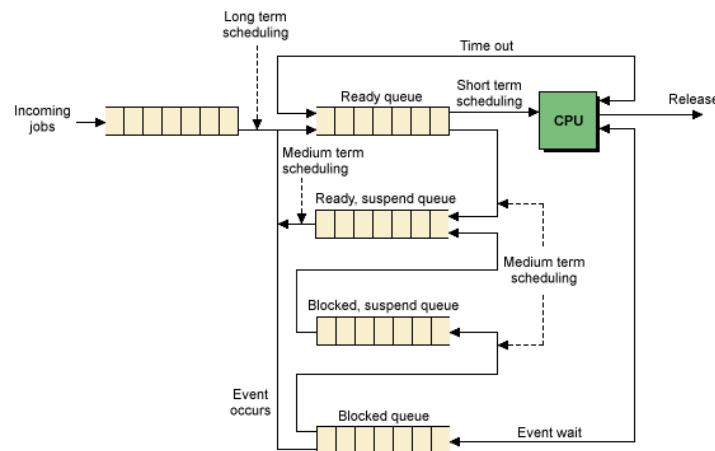 Long term
scheduling
Time out
Incoming
jobs
Ready queue
Short term
scheduling
CPU
Release
Medium term
scheduling
Ready, suspend queue
Medium term
scheduling
Blocked, suspend queue
Event
occurs
Blocked queue
Event wait